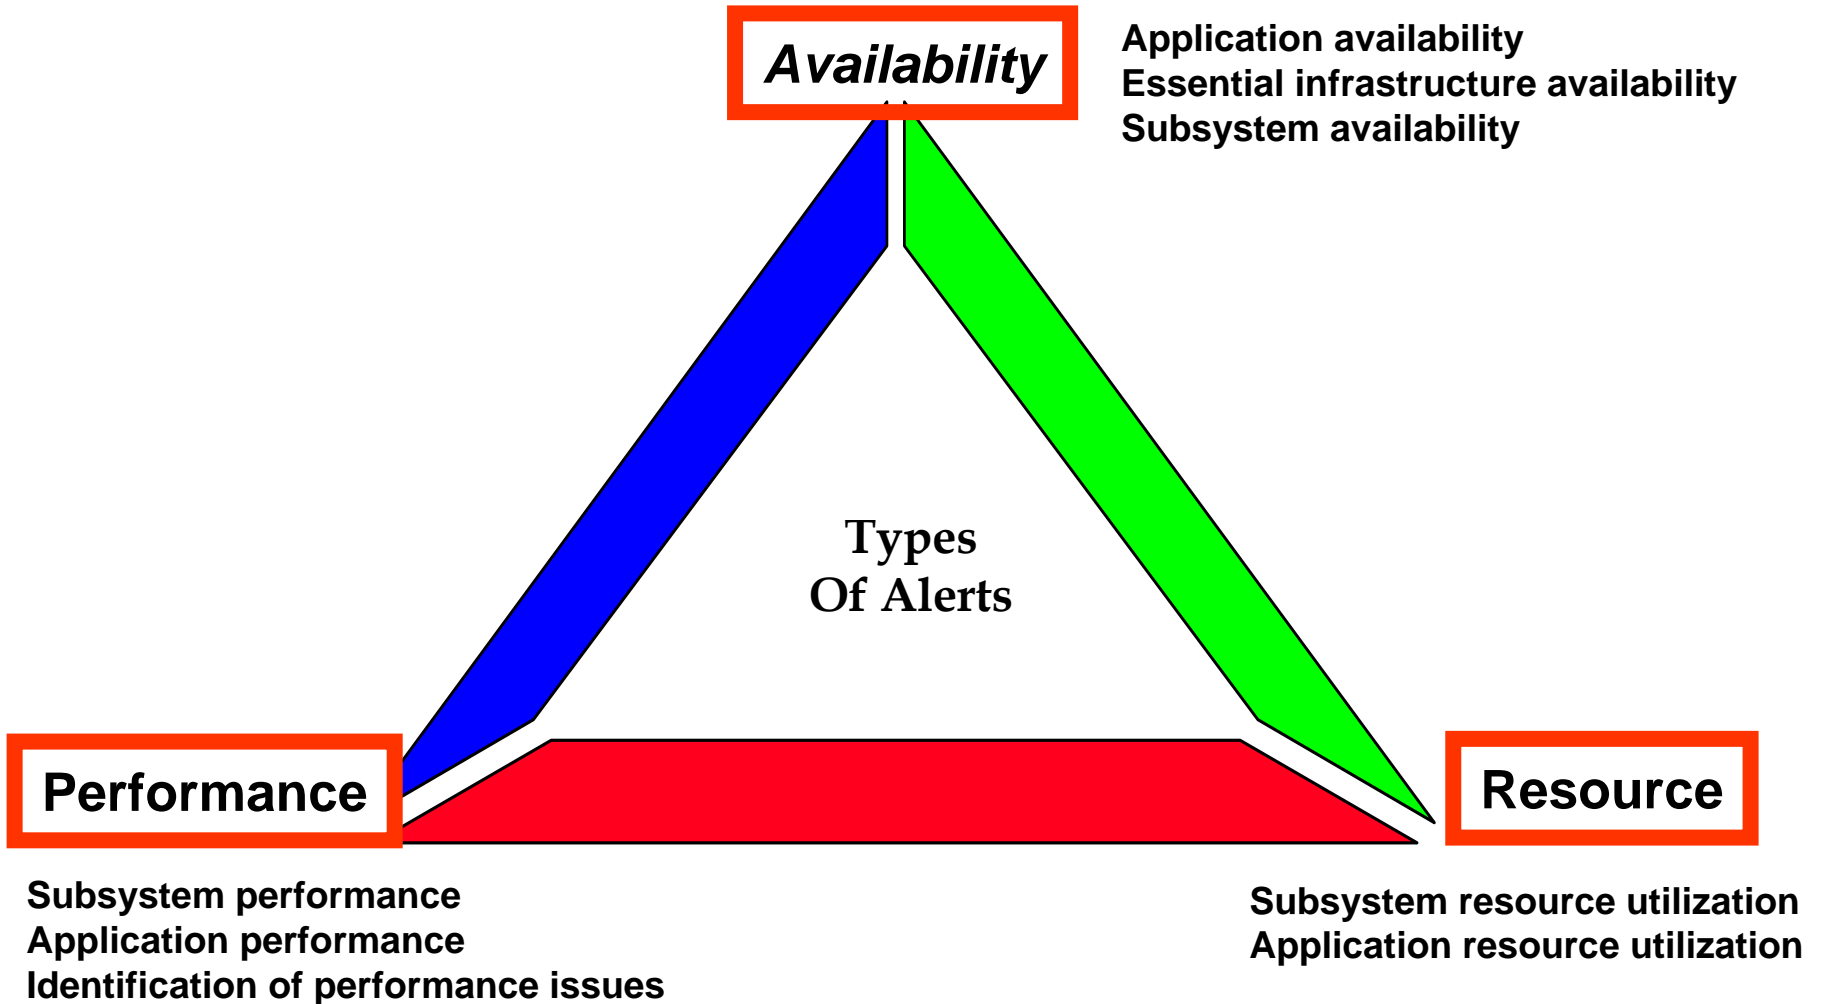 Availability
Application availability
Essential infrastructure availability
Subsystem availability
Types
Of Alerts
Performance
Resource
Subsystem performance
Application performance
Identification of performance issues
Subsystem resource utilization
Application resource utilization